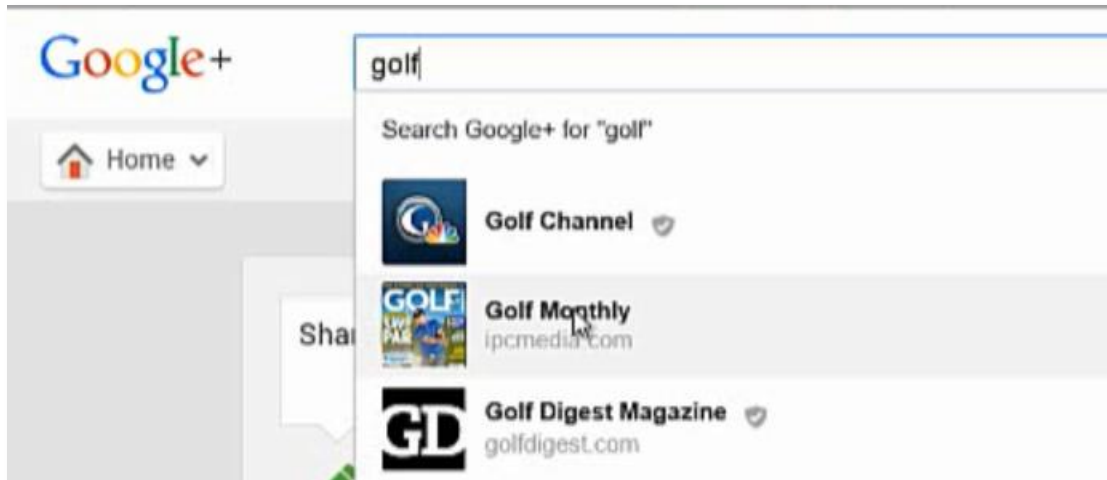 Google+
golf
Search Google+ for "golf"
Home
Golf Channel
Golf Monthly
ipcmedia.com
GOLF
Shar
Golf Digest Magazine
golfdigest.com
GD